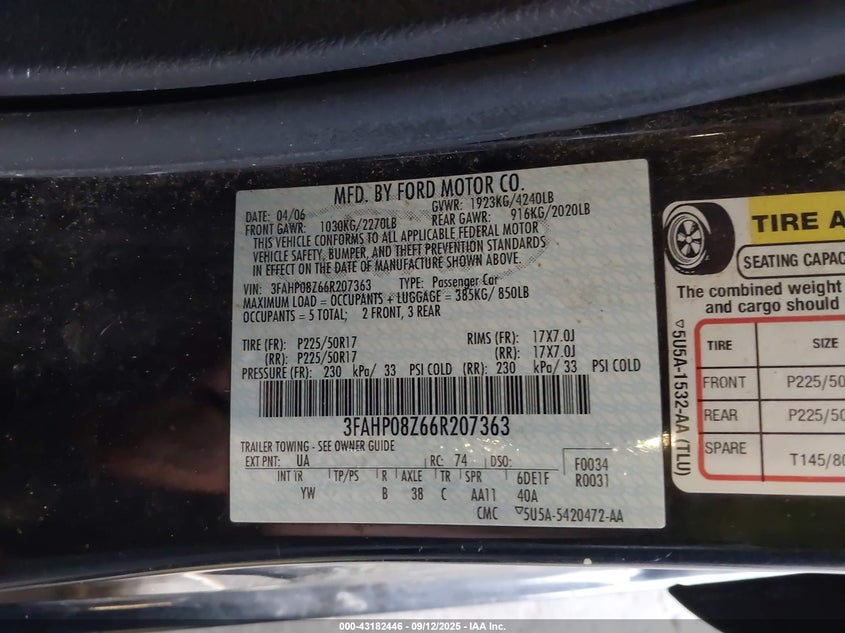 MFD. BY FORD MOTOR CO.
DATE: 04/06 GVWR: 1923KG/4240LB
FRONT GAWR: 1030KG/2270LB REAR GAWR: 916KG/2020LB
THIS VEHICLE CONFORMS TO ALL APPLICABLE FEDERAL MOTOR
VEHICLE SAFETY, BUMPER, AND THEFT PREVENTION STANDARDS
IN EFFECT ON THE DATE OF MANUFACTURE SHOWN ABOVE.
VIN: 3FAHP08Z66R207363 TYPE: Passenger Car
MAXIMUM LOAD = OCCUPANTS + LUGGAGE = 385KG/ 850LB
OCCUPANTS = 5 TOTAL; 2 FRONT, 3 REAR
TIRE (FR): P225/50R17 RIMS (FR): 17X7.0J
(RR): P225/50R17 (RR): 17X7.0J
PRESSURE (FR): 230 kPa/ 33 PSI COLD (RR): 230 kPa/ 33 PSI COLD
3FAHP08Z66R207363
TRAILER TOWING - SEE OWNER GUIDE
EXT PNT: UA RC: 74 DSO: F0034
INT TR TP/PS R AXLE TR SPR 6DE1F R0031
YW B 38 C AA11 40A
CMC ▽5U5A-5420472-AA
TIRE A
SEATING CAPAC
The combined weight
and cargo should
TIRE SIZE
FRONT P225/50
REAR P225/50
SPARE T145/80
▽5U5A-1532-AA (TLU)
000-43182446 - 09/12/2025 - IAA Inc.